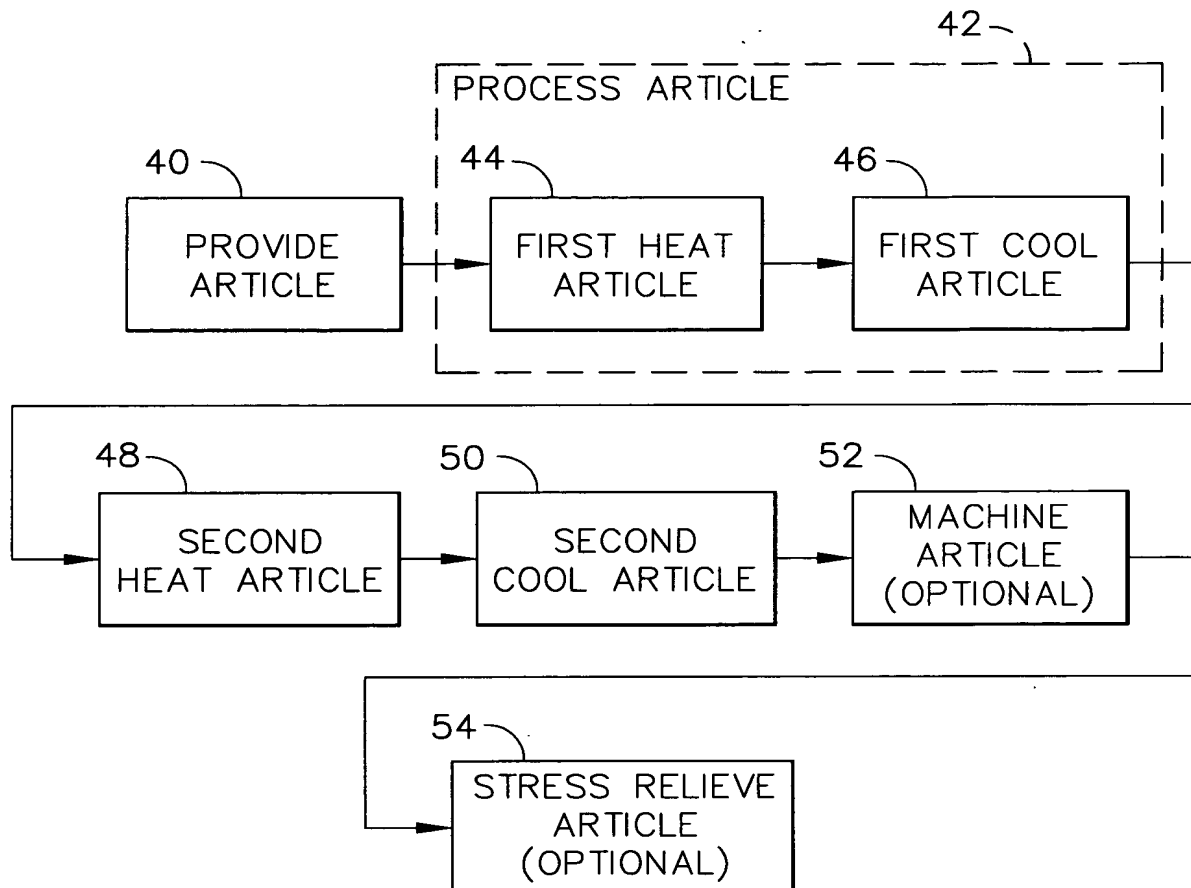 42
PROCESS ARTICLE
40
44
46
PROVIDE
ARTICLE
FIRST HEAT
ARTICLE
FIRST COOL
ARTICLE
48
50
52
SECOND
HEAT ARTICLE
SECOND
COOL ARTICLE
MACHINE
ARTICLE
(OPTIONAL)
54
STRESS RELIEVE
ARTICLE
(OPTIONAL)